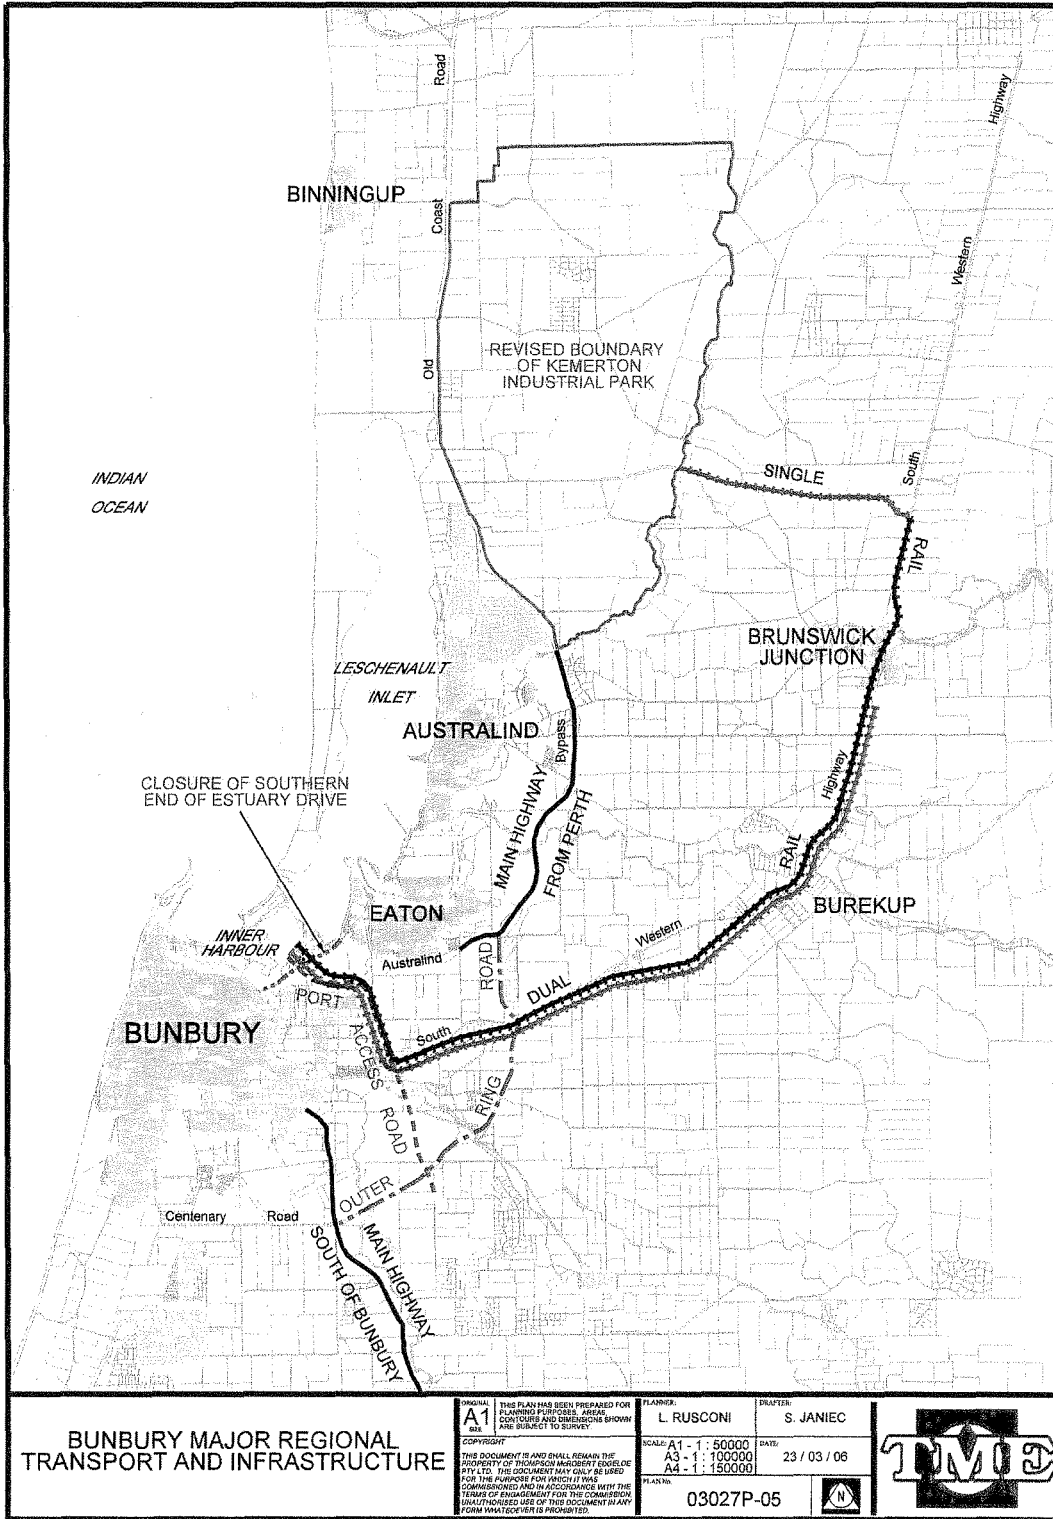 Road
Highway
BINNINGUP
Coast
Western
REVISED BOUNDARY
OF KEMERTON
INDUSTRIAL PARK
Old
INDIAN
OCEAN
SINGLE
South
RAIL
BRUNSWICK
JUNCTION
LESCHENAULT
INLET
AUSTRALIND
Bypass
CLOSURE OF SOUTHERN
END OF ESTUARY DRIVE
MAIN HIGHWAY
FROM PERTH
Highway
RAIL
EATON
BUREKUP
INNER
HARBOUR
Australind
ROAD
Western
PORT
DUAL
BUNBURY
South
ACCESS
ROAD
RING
OUTER
Centenary Road
MAIN HIGHWAY
SOUTH OF BUNBURY
BUNBURY MAJOR REGIONAL
TRANSPORT AND INFRASTRUCTURE
ORIGINAL
A1
SIZE
THIS PLAN HAS BEEN PREPARED FOR
PLANNING PURPOSES. AREAS,
CONTOURS AND DIMENSIONS SHOWN
ARE SUBJECT TO SURVEY.
COPYRIGHT
THIS DOCUMENT IS AND SHALL REMAIN THE
PROPERTY OF THOMPSON McROBERT EDGELOE
PTY LTD. THE DOCUMENT MAY ONLY BE USED
FOR THE PURPOSE FOR WHICH IT WAS
COMMISSIONED AND IN ACCORDANCE WITH THE
TERMS OF ENGAGEMENT FOR THE COMMISSION.
UNAUTHORISED USE OF THIS DOCUMENT IN ANY
FORM WHATSOEVER IS PROHIBITED.
PLANNER:
L. RUSCONI
DRAFTER:
S. JANIEC
SCALE: A1 - 1 : 50000
A3 - 1 : 100000
A4 - 1 : 150000
DATE:
23 / 03 / 06
PLAN No.
03027P-05
N
TME